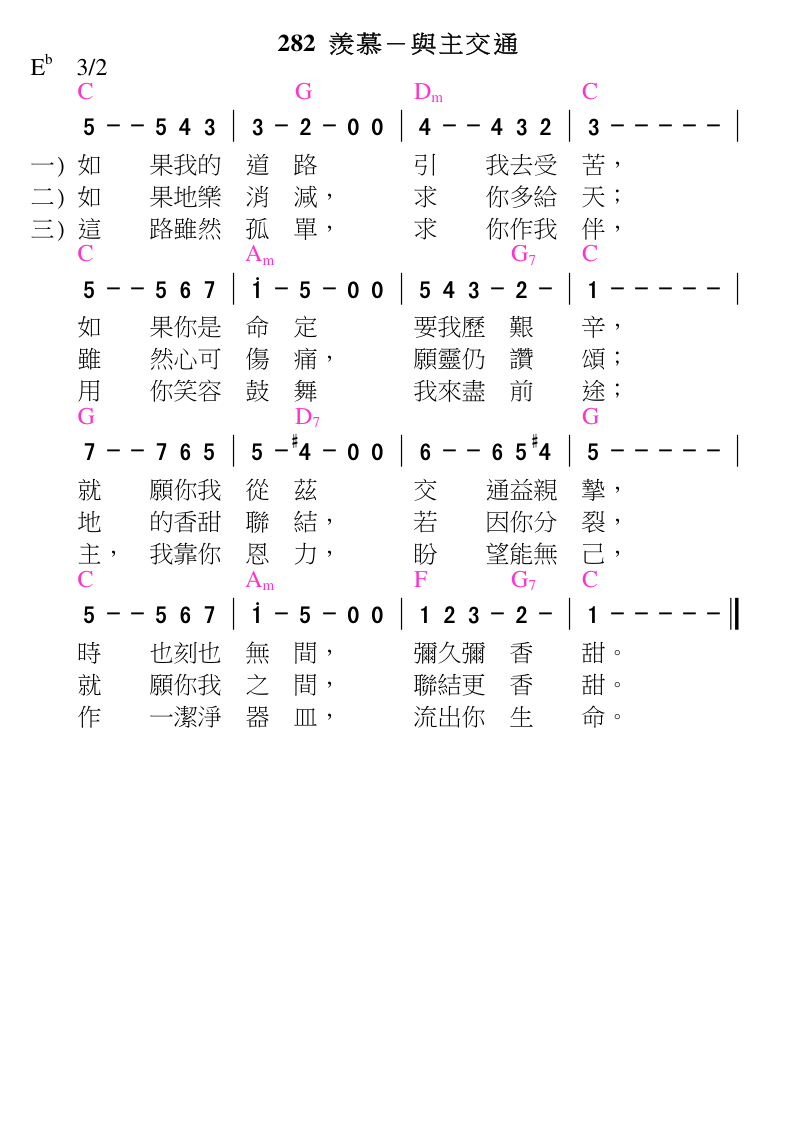 282 羨慕－與主交通
E♭ 3/2
C G Dm C
5 - - 5 4 3 | 3 - 2 - 0 0 | 4 - - 4 3 2 | 3 - - - - - |
一) 如 果我的 道 路 引 我去受 苦，
二) 如 果地樂 消 減， 求 你多給 天；
三) 這 路雖然 孤 單， 求 你作我 伴，
C Am G7 C
5 - - 5 6 7 | i - 5 - 0 0 | 5 4 3 - 2 - | 1 - - - - - |
如 果你是 命 定 要我歷 艱 辛，
雖 然心可 傷 痛， 願靈仍 讚 頌；
用 你笑容 鼓 舞 我來盡 前 途；
G D7 G
7 - - 7 6 5 | 5 - #4 - 0 0 | 6 - - 6 5 #4 | 5 - - - - - |
就 願你我 從 茲 交 通益親 摯，
地 的香甜 聯 結， 若 因你分 裂，
主， 我靠你 恩 力， 盼 望能無 己，
C Am F G7 C
5 - - 5 6 7 | i - 5 - 0 0 | 1 2 3 - 2 - | 1 - - - - - ||
時 也刻也 無 間， 彌久彌 香 甜。
就 願你我 之 間， 聯結更 香 甜。
作 一潔淨 器 皿， 流出你 生 命。